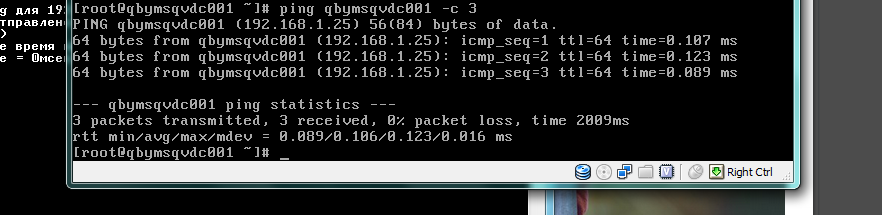 [root@qbymsqvdc001 ~]# ping qbymsqvdc001 -c 3
PING qbymsqvdc001 (192.168.1.25) 56(84) bytes of data.
64 bytes from qbymsqvdc001 (192.168.1.25): icmp_seq=1 ttl=64 time=0.107 ms
64 bytes from qbymsqvdc001 (192.168.1.25): icmp_seq=2 ttl=64 time=0.123 ms
64 bytes from qbymsqvdc001 (192.168.1.25): icmp_seq=3 ttl=64 time=0.089 ms
--- qbymsqvdc001 ping statistics ---
3 packets transmitted, 3 received, 0% packet loss, time 2009ms
rtt min/avg/max/mdev = 0.089/0.106/0.123/0.016 ms
[root@qbymsqvdc001 ~]# _
Right Ctrl
для 19
)
е время
е = 0мсе